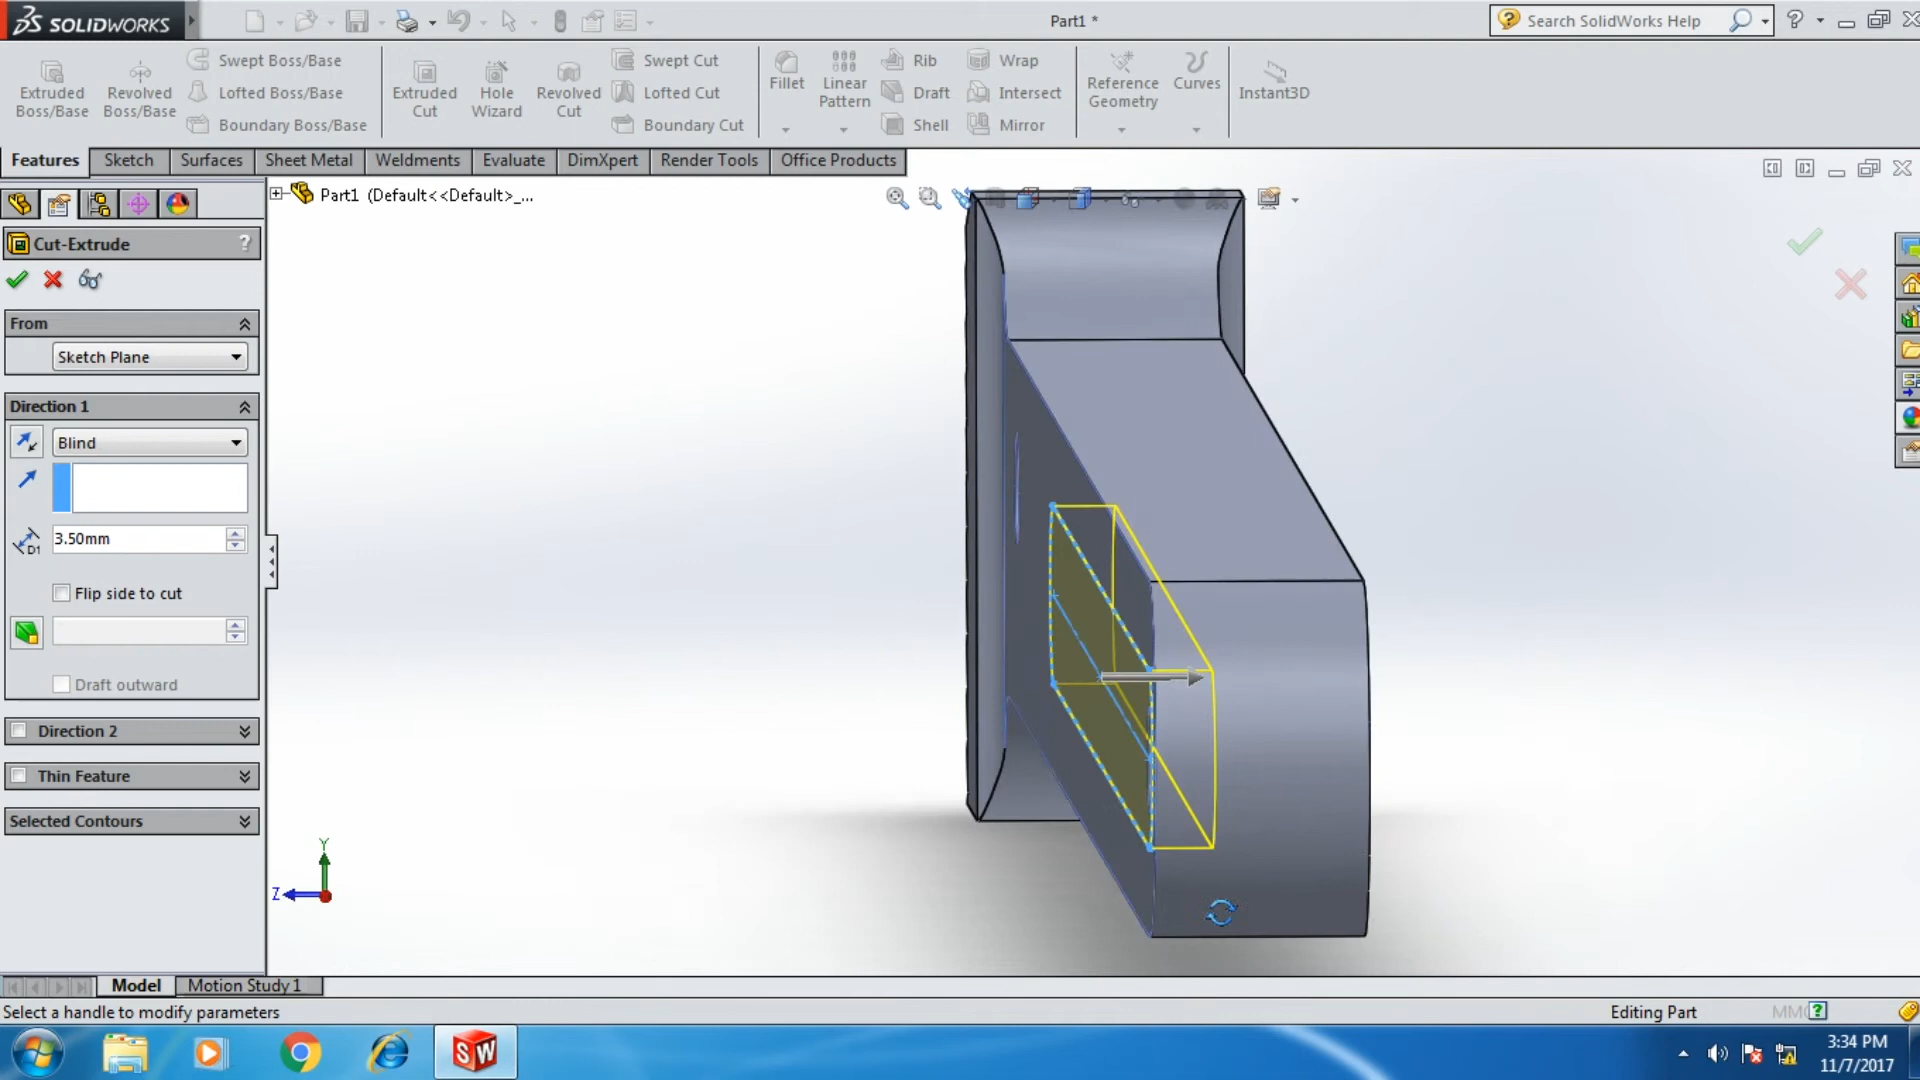 SOLIDWORKS
Part1 *
Search SolidWorks Help
Extruded Boss/Base
Revolved Boss/Base
Swept Boss/Base
Lofted Boss/Base
Boundary Boss/Base
Extruded Cut
Hole Wizard
Revolved Cut
Swept Cut
Lofted Cut
Boundary Cut
Fillet
Linear Pattern
Rib
Draft
Shell
Wrap
Intersect
Mirror
Reference Geometry
Curves
Instant3D
Features
Sketch
Surfaces
Sheet Metal
Weldments
Evaluate
DimXpert
Render Tools
Office Products
Part1 (Default<<Default>_...
Cut-Extrude
?
From
Sketch Plane
Direction 1
Blind
D1
3.50mm
Flip side to cut
Draft outward
Direction 2
Thin Feature
Selected Contours
Y
Z
Model
Motion Study 1
Select a handle to modify parameters
Editing Part
SW
3:34 PM
11/7/2017